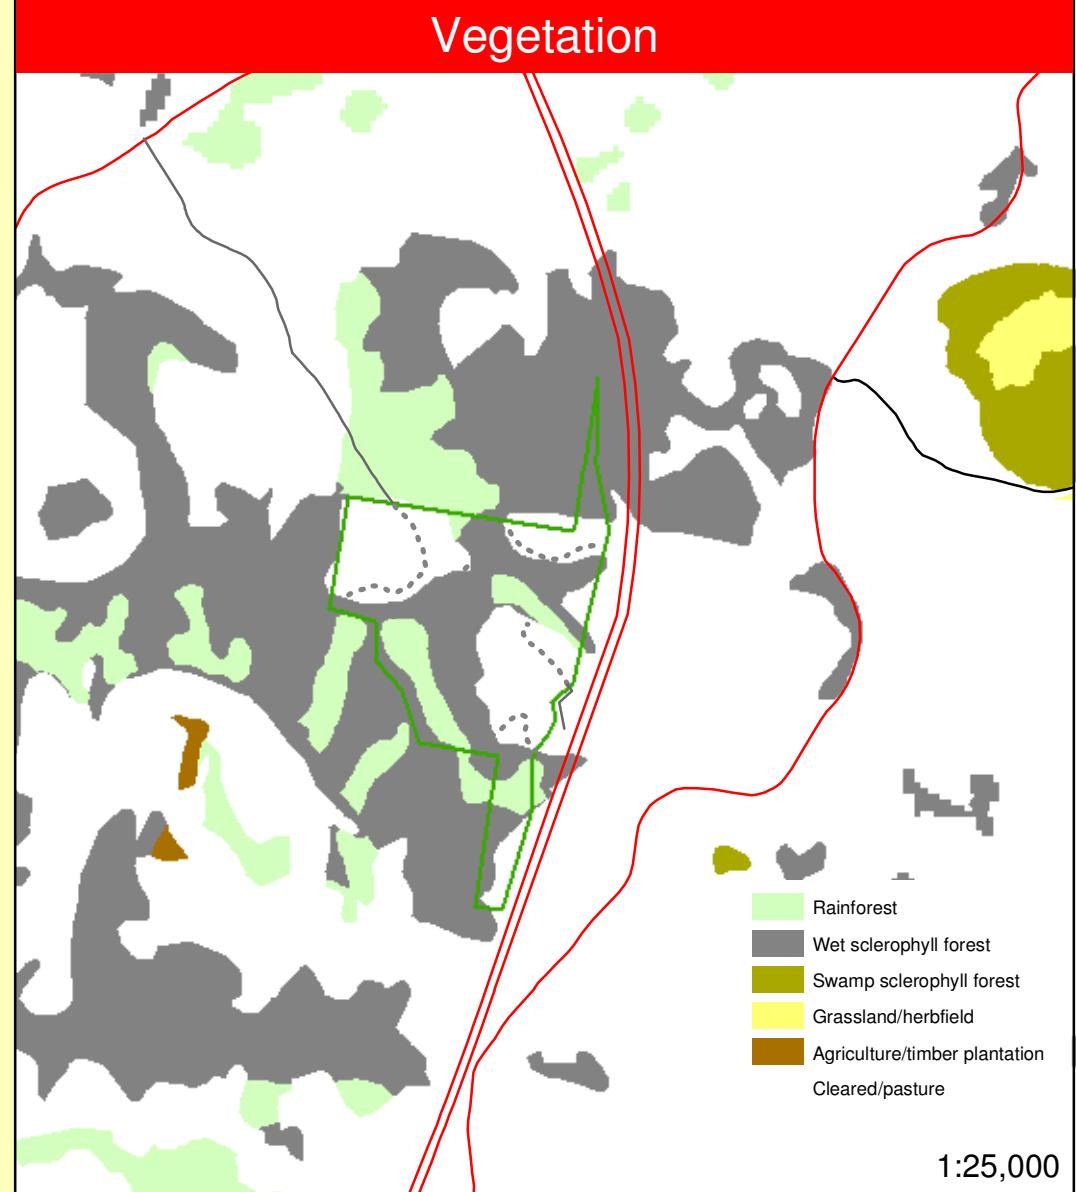 Vegetation
Rainforest
Wet sclerophyll forest
Swamp sclerophyll forest
Grassland/herbfield
Agriculture/timber plantation
Cleared/pasture
1:25,000